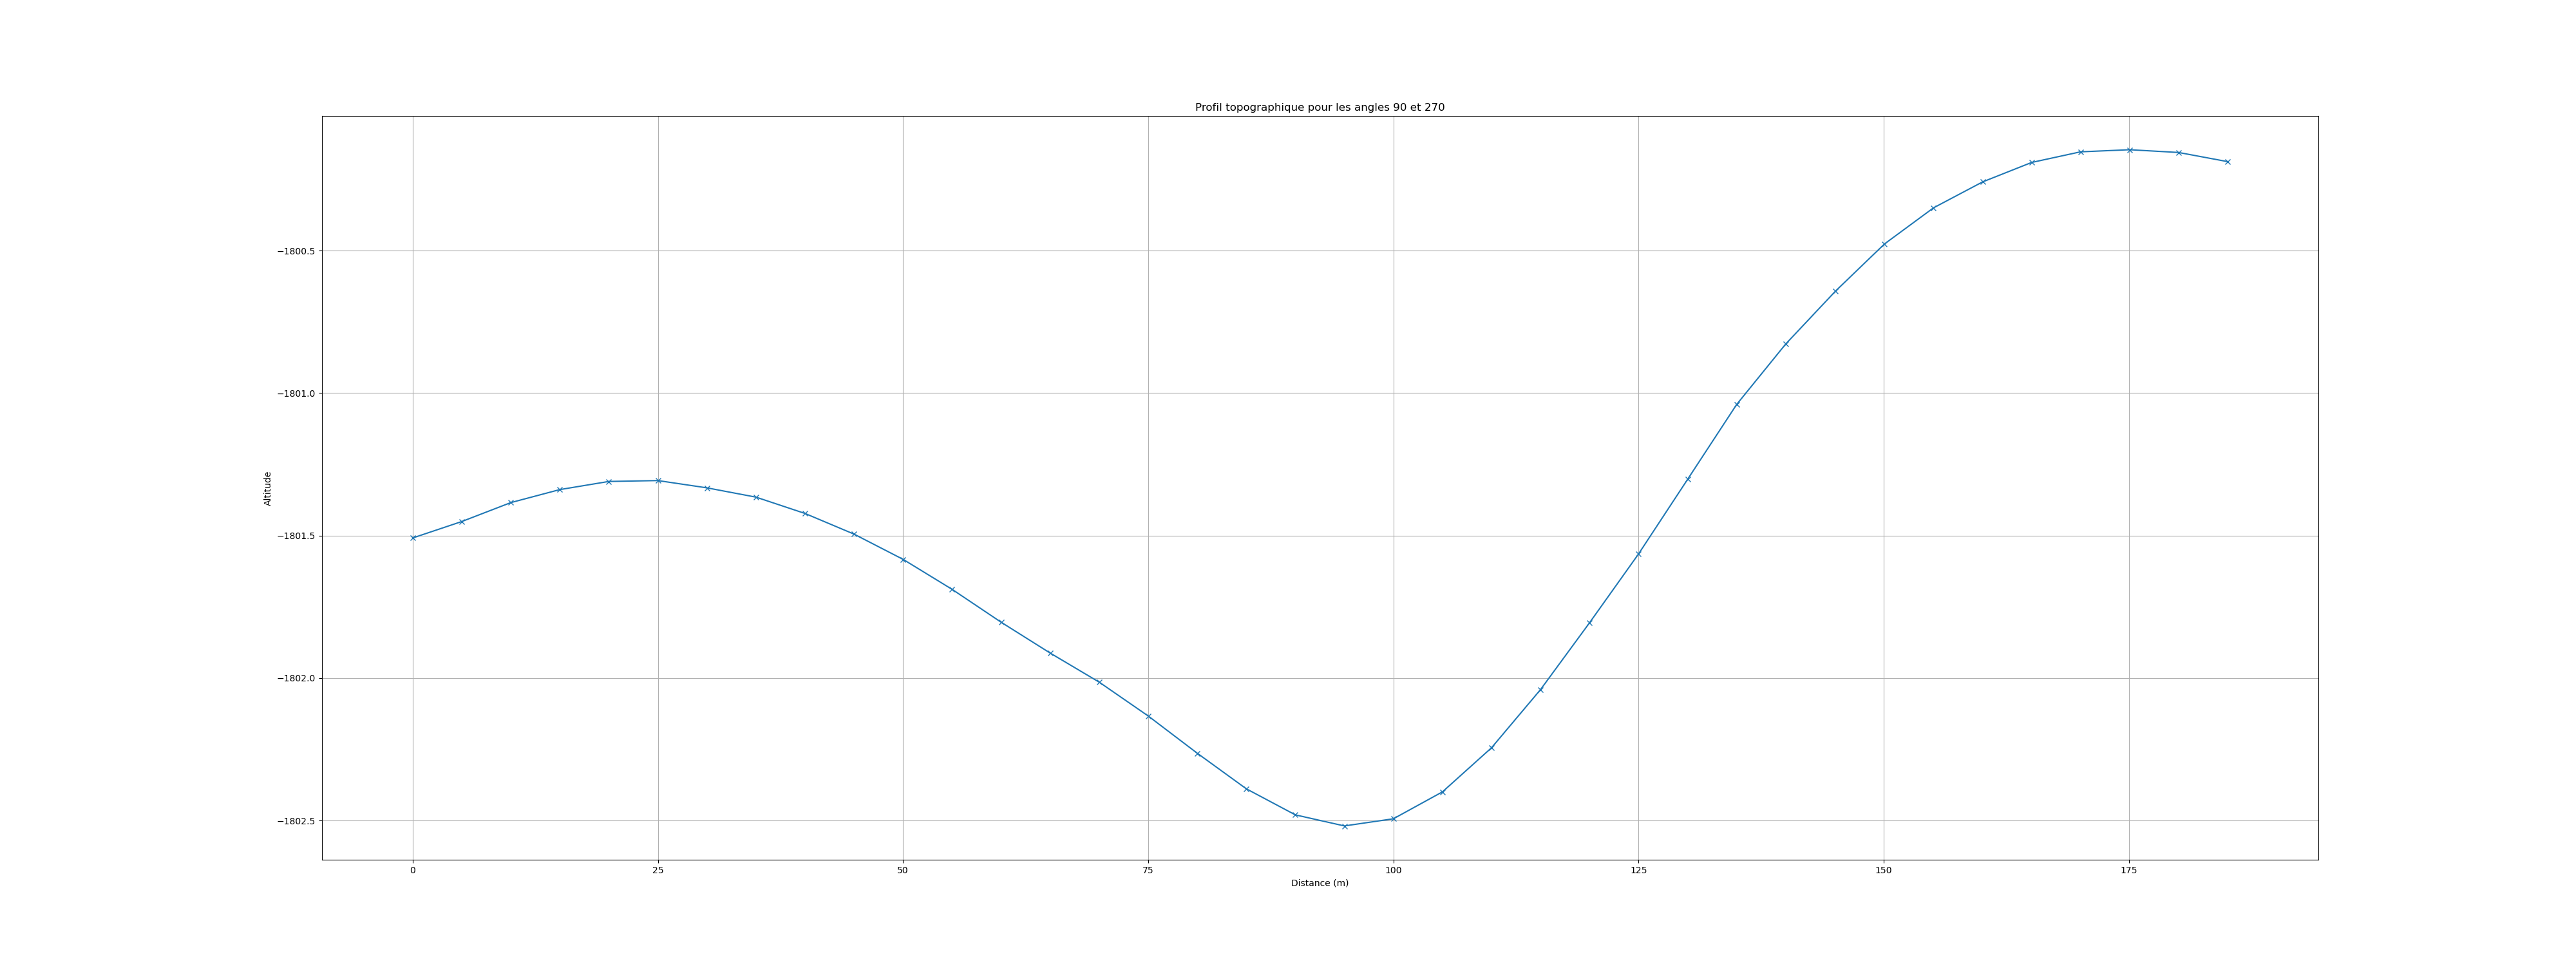 Profil topographique pour les angles 90 et 270
Altitude
−1800.5
−1801.0
−1801.5
−1802.0
−1802.5
0 25 50 75 100 125 150 175
Distance (m)